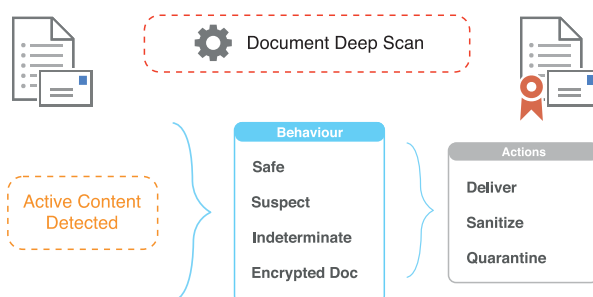 Document Deep Scan
Active Content
Detected
Behaviour
Safe
Suspect
Indeterminate
Encrypted Doc
Actions
Deliver
Sanitize
Quarantine